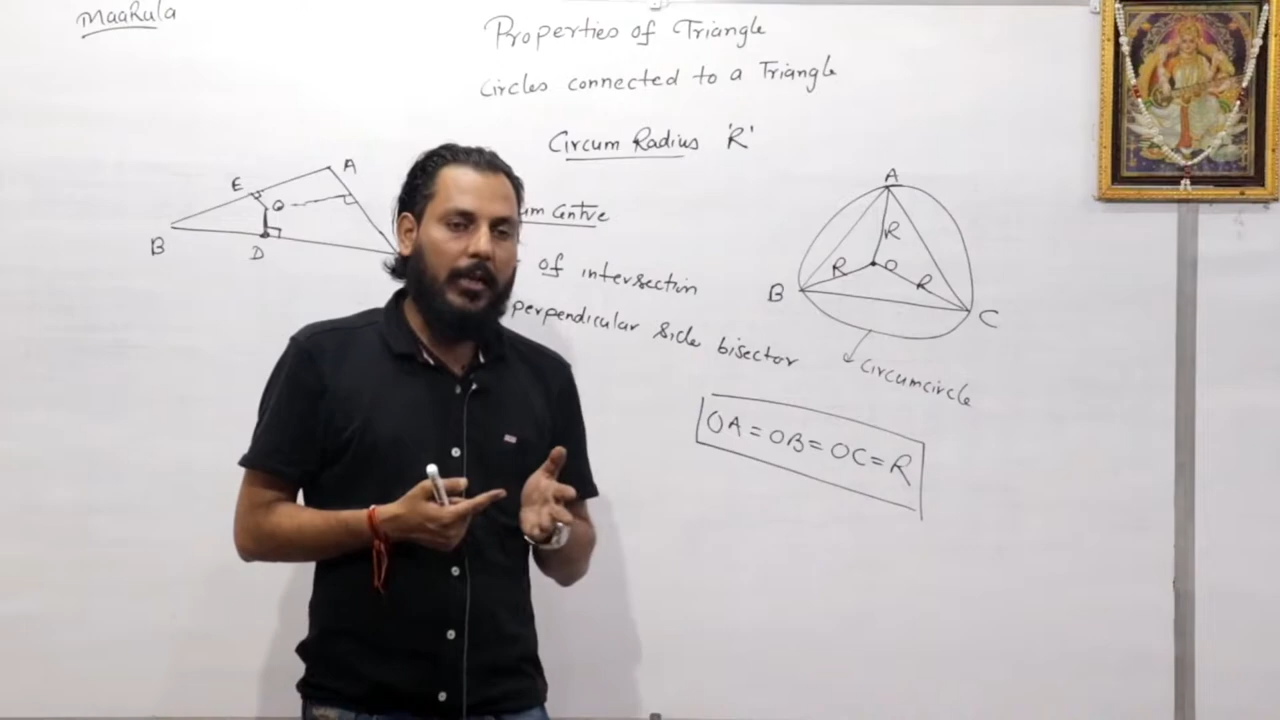 MaaRula
Properties of Triangle
Circles connected to a Triangle
Circum Radius 'R'
um Centre
of intersection
perpendicular side bisector
E
A
O
B
D
A
R
R
O
R
B
C
circumcircle
OA = OB = OC = R